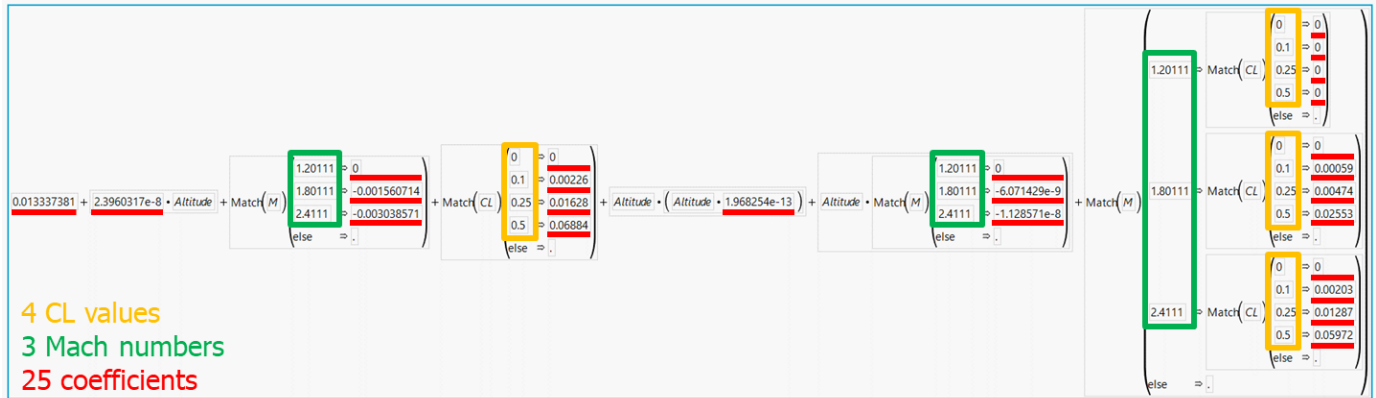 0.013337381 + 2.3960317e-8 • Altitude + Match(M) (1.20111 ⇒ 0
1.80111 ⇒ -0.001560714
2.4111 ⇒ -0.003038571
else ⇒ .)
+ Match(CL) (0 ⇒ 0
0.1 ⇒ 0.00226
0.25 ⇒ 0.01628
0.5 ⇒ 0.06884
else ⇒ .)
+ Altitude • (Altitude • 1.968254e-13) + Altitude • Match(M) (1.20111 ⇒ 0
1.80111 ⇒ -6.071429e-9
2.4111 ⇒ -1.128571e-8
else ⇒ .)
+ Match(M) (1.20111 ⇒ Match(CL) (0 ⇒ 0
0.1 ⇒ 0
0.25 ⇒ 0
0.5 ⇒ 0
else ⇒ .)
1.80111 ⇒ Match(CL) (0 ⇒ 0
0.1 ⇒ 0.00059
0.25 ⇒ 0.00474
0.5 ⇒ 0.02553
else ⇒ .)
2.4111 ⇒ Match(CL) (0 ⇒ 0
0.1 ⇒ 0.00203
0.25 ⇒ 0.01287
0.5 ⇒ 0.05972
else ⇒ .)
else ⇒ .)
4 CL values
3 Mach numbers
25 coefficients